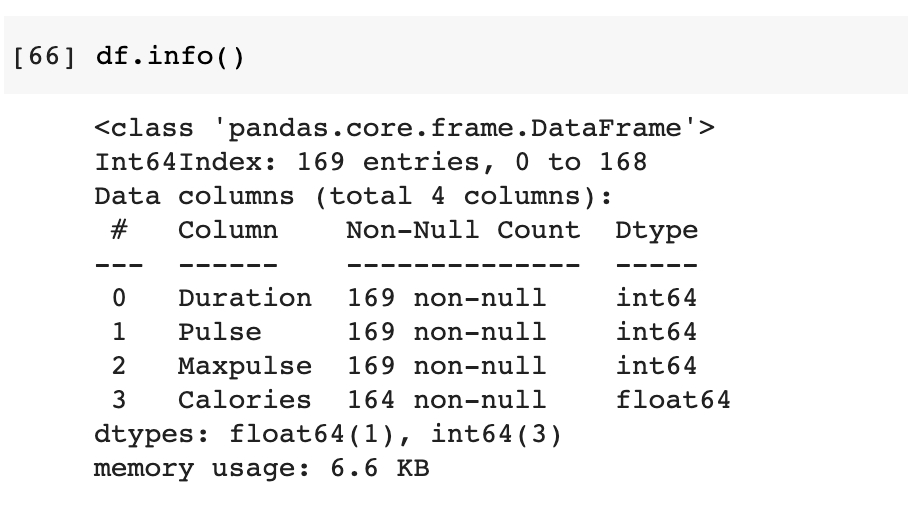 [66] df.info()
<class 'pandas.core.frame.DataFrame'>
Int64Index: 169 entries, 0 to 168
Data columns (total 4 columns):
 #   Column    Non-Null Count  Dtype
---  ------    --------------  -----
 0   Duration  169 non-null    int64
 1   Pulse     169 non-null    int64
 2   Maxpulse  169 non-null    int64
 3   Calories  164 non-null    float64
dtypes: float64(1), int64(3)
memory usage: 6.6 KB